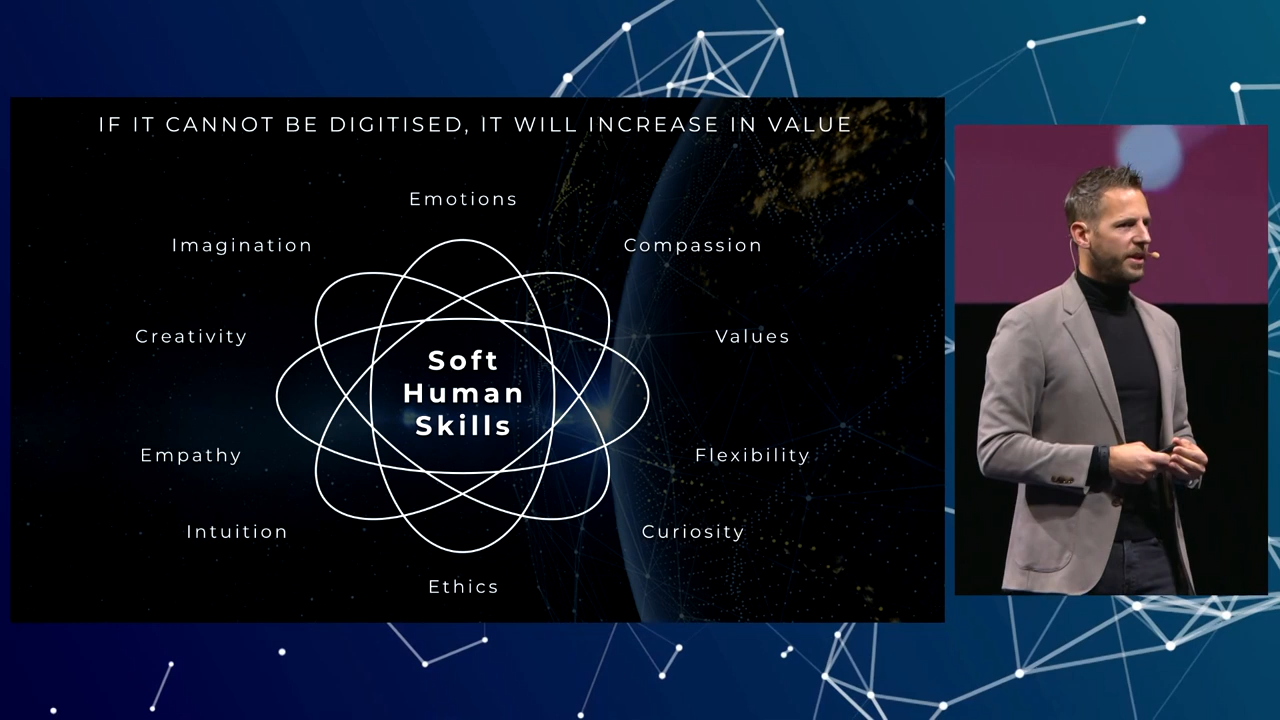 IF IT CANNOT BE DIGITISED, IT WILL INCREASE IN VALUE
Emotions
Imagination
Compassion
Creativity
Values
Soft
Human
Skills
Empathy
Flexibility
Intuition
Curiosity
Ethics